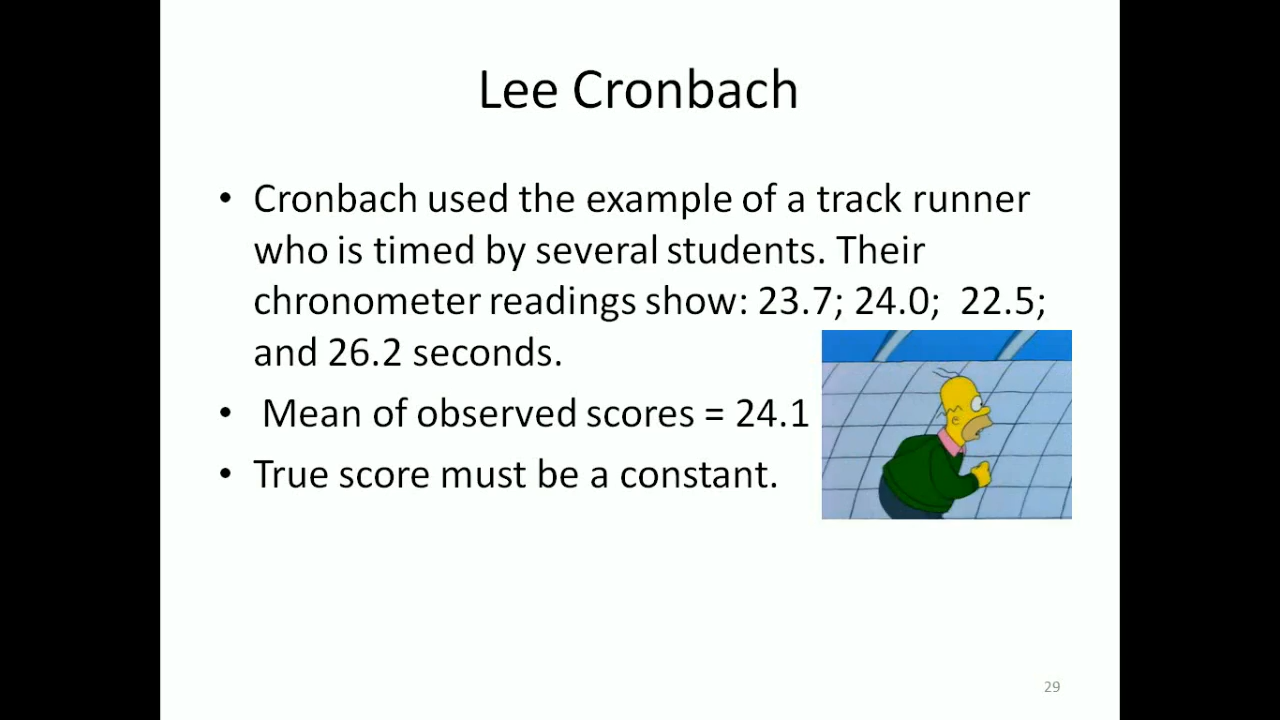 Lee Cronbach
• Cronbach used the example of a track runner
who is timed by several students. Their
chronometer readings show: 23.7; 24.0;  22.5;
and 26.2 seconds.
•  Mean of observed scores = 24.1
• True score must be a constant.
29